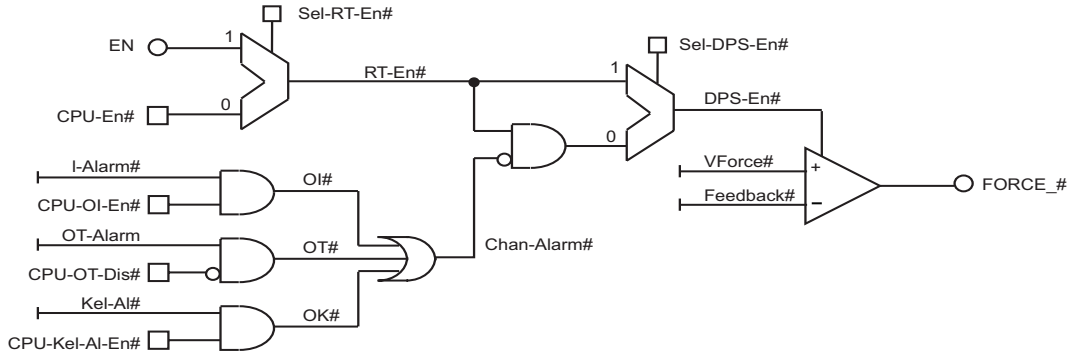 Sel-RT-En#
EN
1
Sel-DPS-En#
RT-En#
1
0
CPU-En#
DPS-En#
0
I-Alarm#
OI#
VForce#
+
CPU-OI-En#
Feedback#
−
FORCE_#
OT-Alarm
OT#
Chan-Alarm#
CPU-OT-Dis#
Kel-Al#
OK#
CPU-Kel-Al-En#